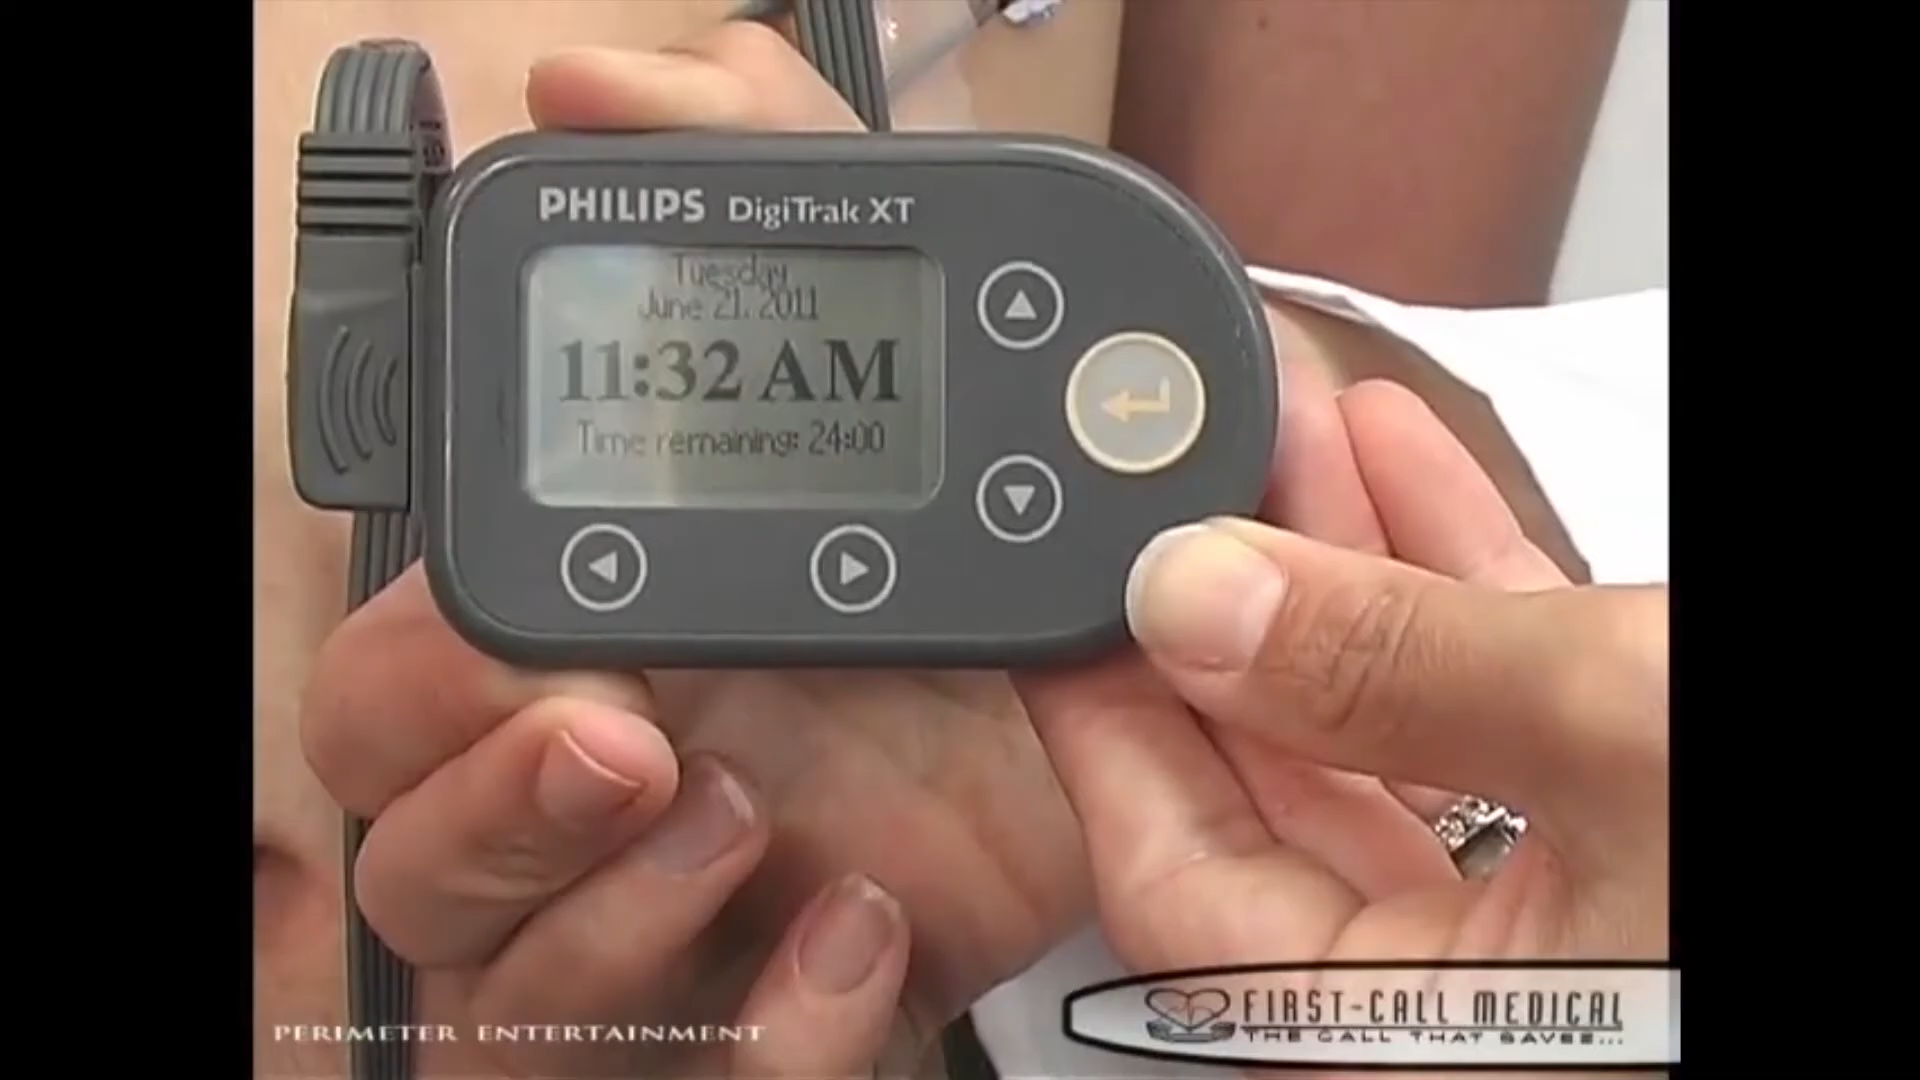 PHILIPS DigiTrak XT
Tuesday
June 21, 2011
11:32 AM
Time remaining: 24:00
PERIMETER ENTERTAINMENT
FIRST-CALL MEDICAL
THE CALL THAT SAVES...